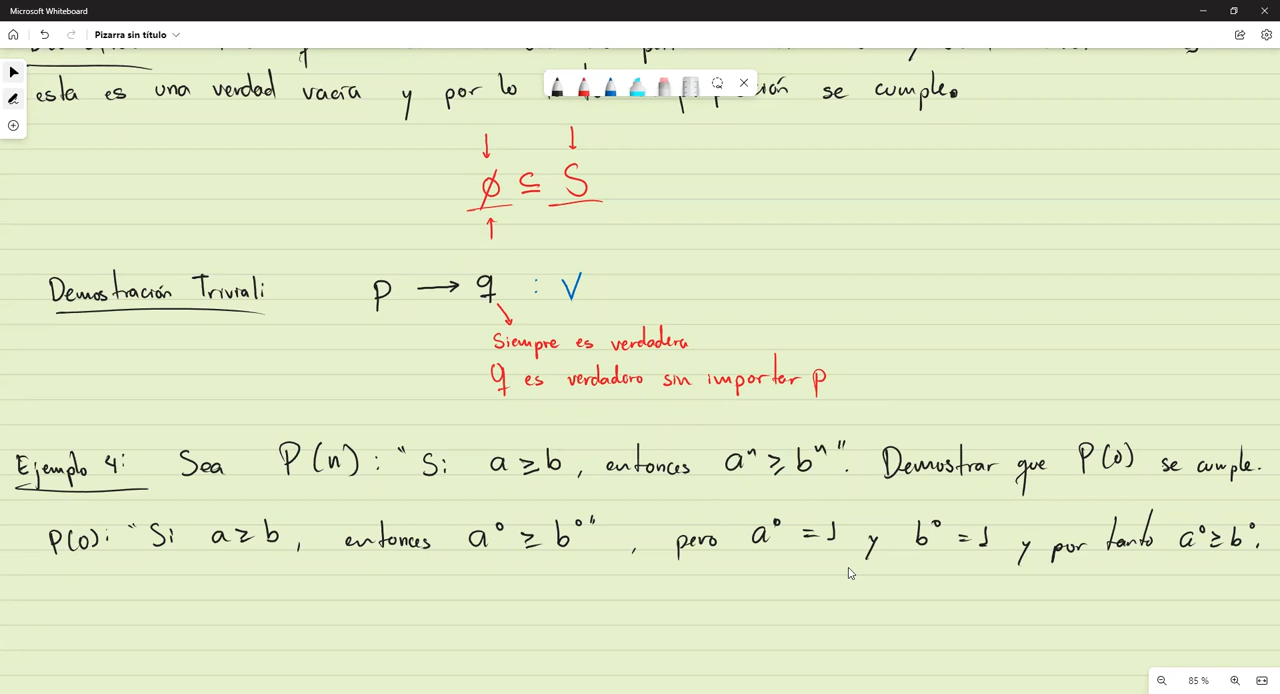 Microsoft Whiteboard
Pizarra sin título
esta es una verdad vacía y por lo
se cumple.
∅ ⊆ S
Demostración Trivial: p → q : V
Siempre es verdadera
q es verdadero sin importar p
Ejemplo 4: Sea P(n): "Si a ≥ b, entonces aⁿ ≥ bⁿ". Demostrar que P(0) se cumple.
P(0): "Si a ≥ b, entonces a⁰ ≥ b⁰", pero a⁰ = 1 y b⁰ = 1 y por tanto a⁰ ≥ b⁰.
85 %